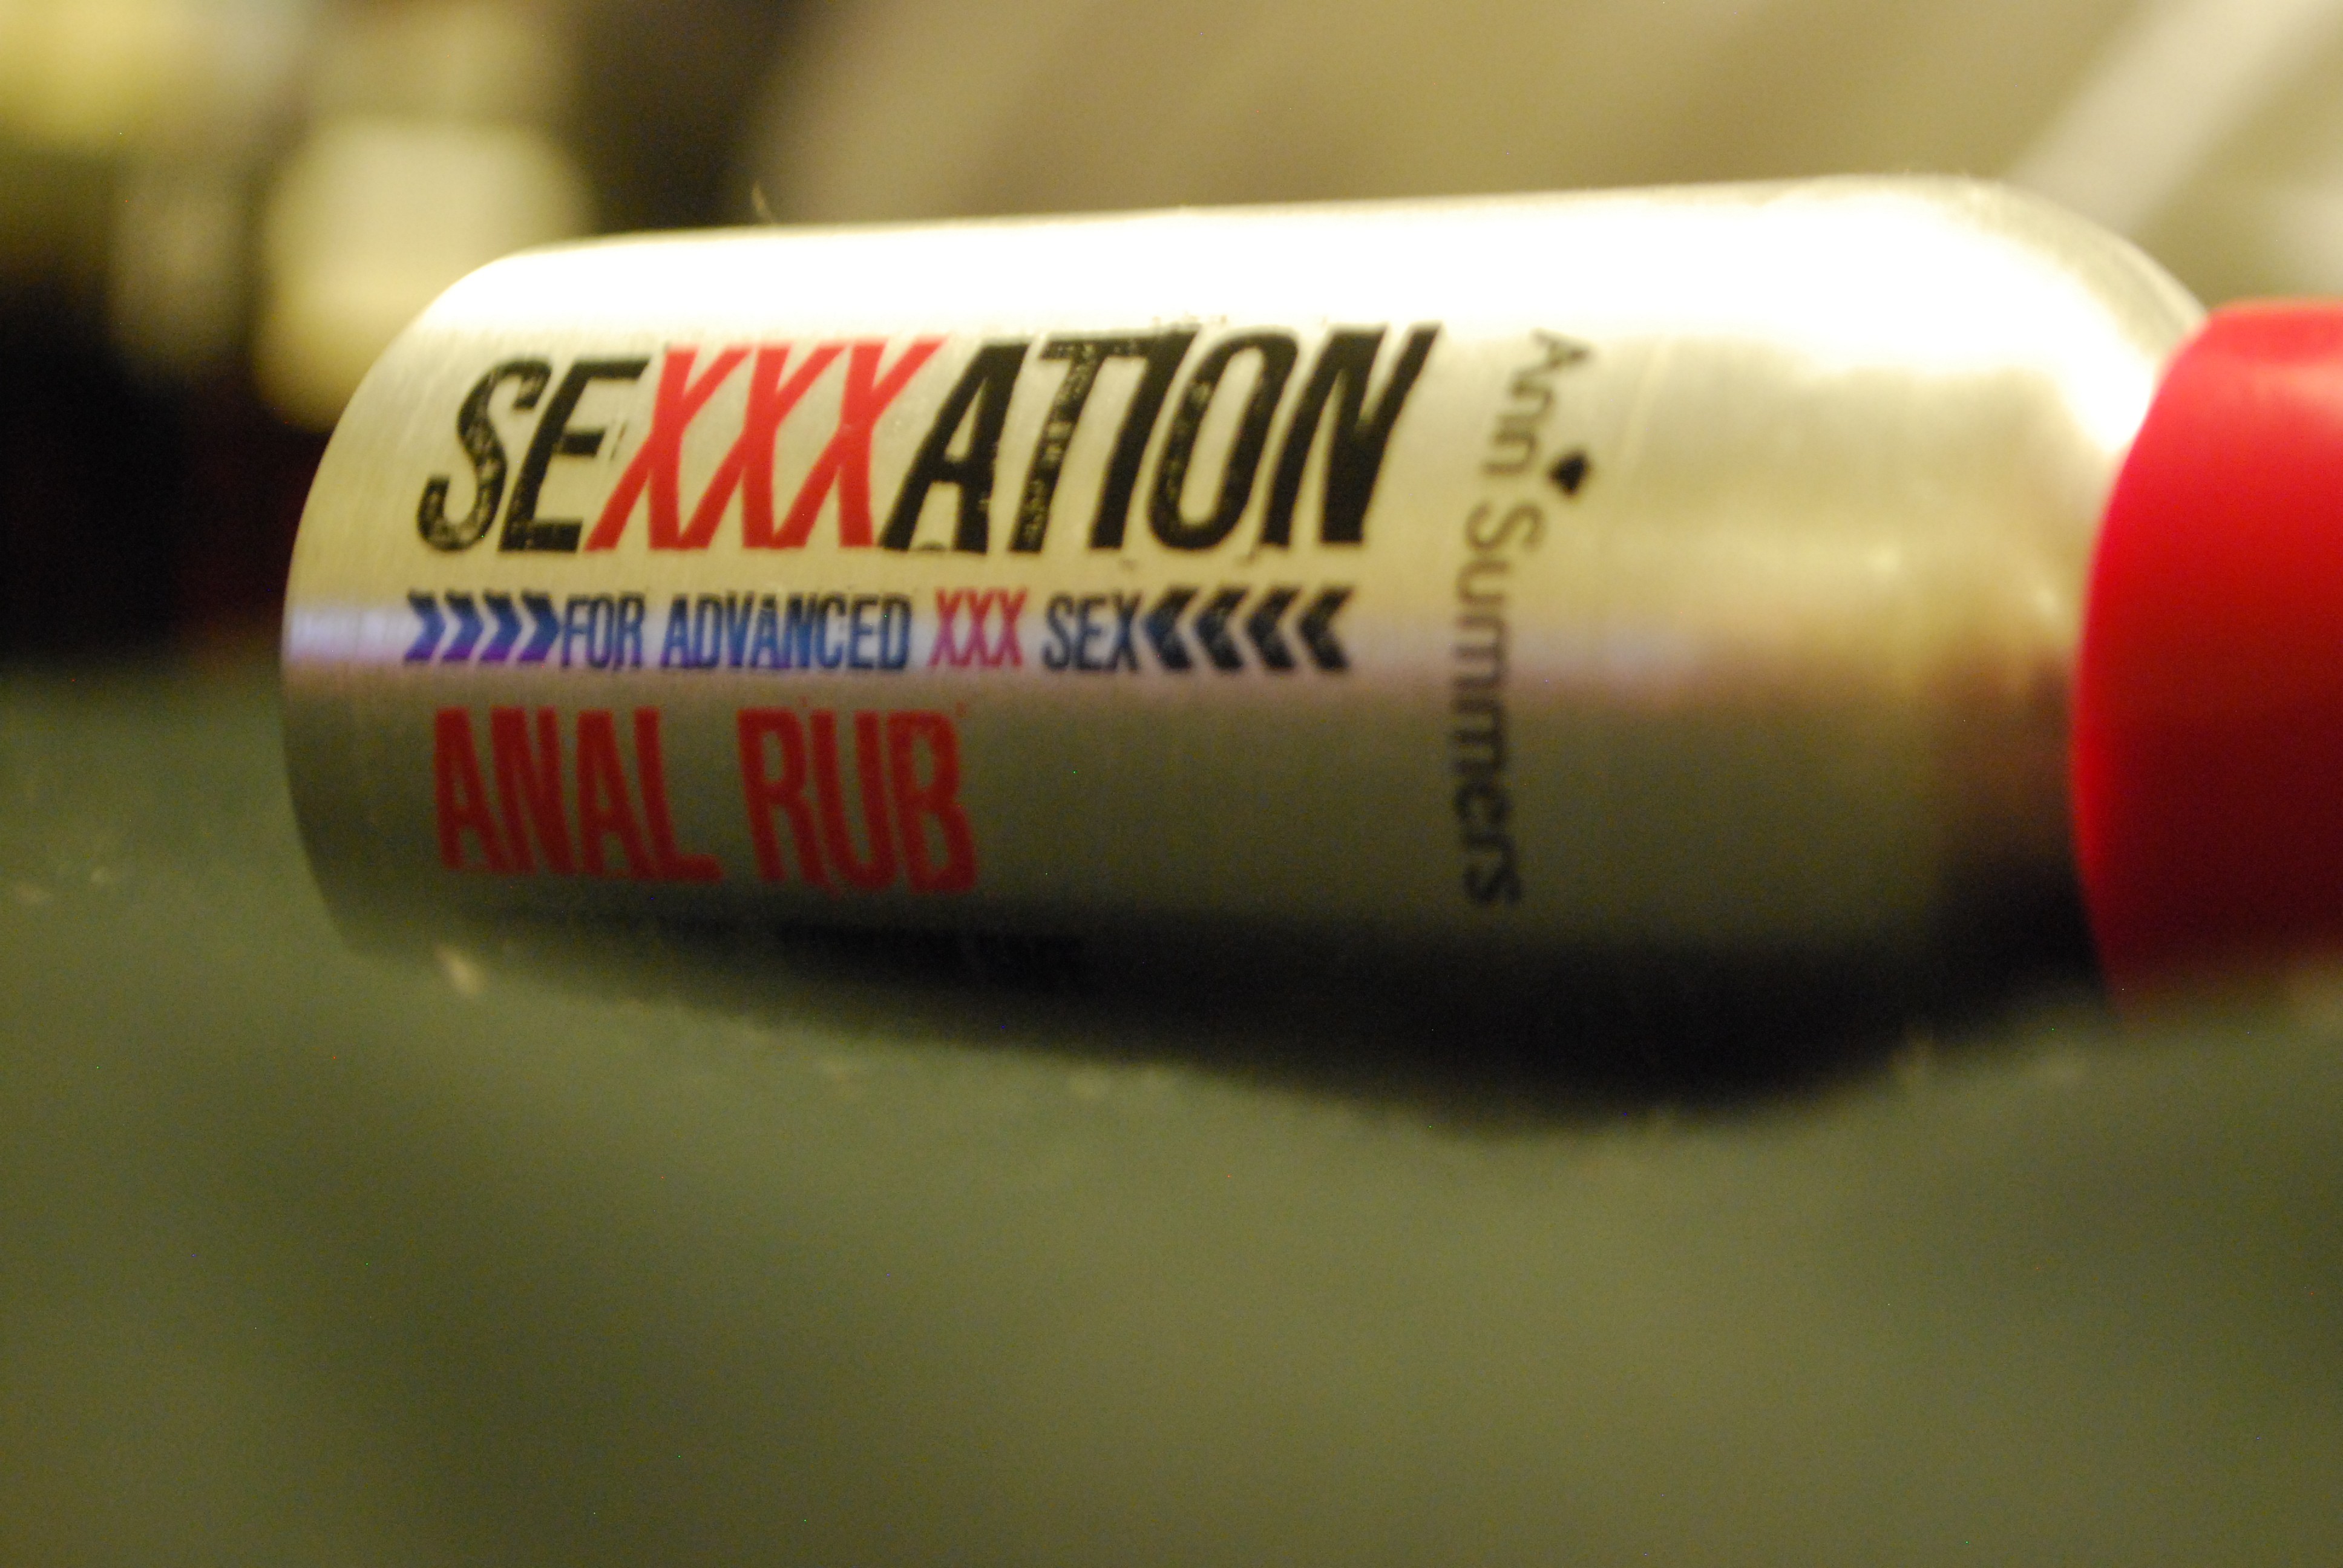 SEXXXATION
>>>>FOR ADVANCED XXX SEX<<<<
ANAL RUB
Ann Summers